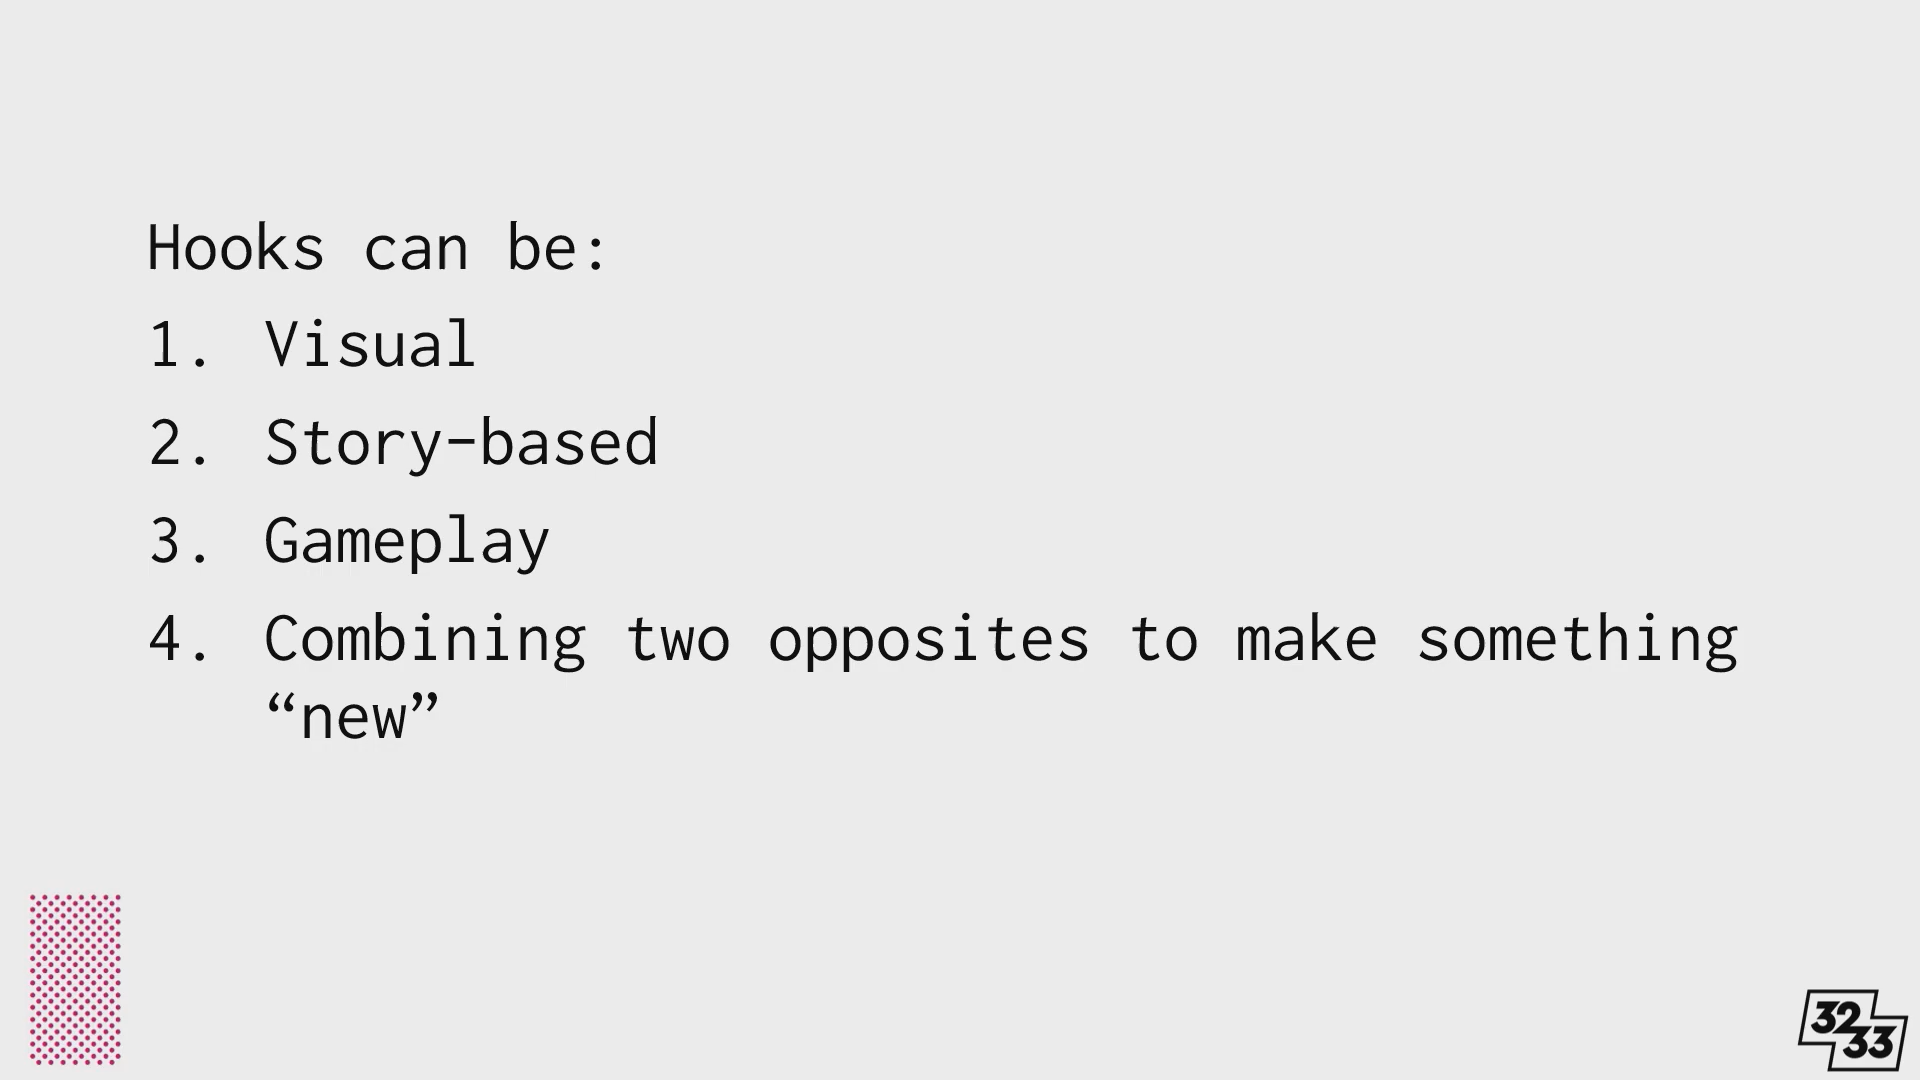 Hooks can be:
1. Visual
2. Story-based
3. Gameplay
4. Combining two opposites to make something
“new”
32
33